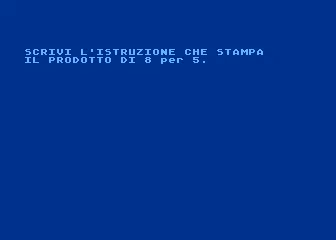 SCRIVI L'ISTRUZIONE CHE STAMPA
IL PRODOTTO DI 8 per 5.